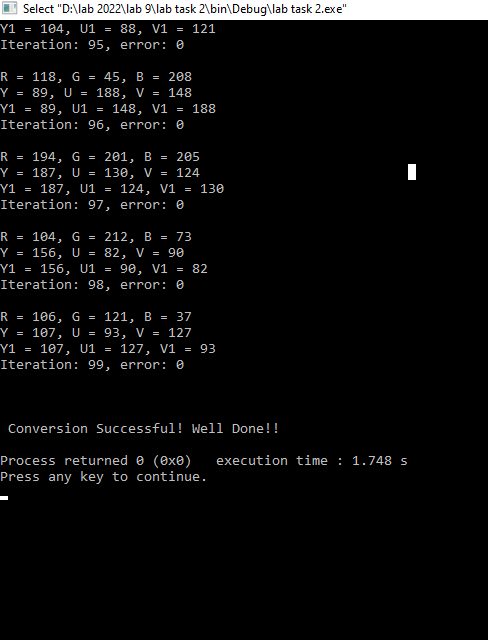 Select "D:\lab 2022\lab 9\lab task 2\bin\Debug\lab task 2.exe"
Y1 = 104, U1 = 88, V1 = 121
Iteration: 95, error: 0
R = 118, G = 45, B = 208
Y = 89, U = 188, V = 148
Y1 = 89, U1 = 148, V1 = 188
Iteration: 96, error: 0
R = 194, G = 201, B = 205
Y = 187, U = 130, V = 124
Y1 = 187, U1 = 124, V1 = 130
Iteration: 97, error: 0
R = 104, G = 212, B = 73
Y = 156, U = 82, V = 90
Y1 = 156, U1 = 90, V1 = 82
Iteration: 98, error: 0
R = 106, G = 121, B = 37
Y = 107, U = 93, V = 127
Y1 = 107, U1 = 127, V1 = 93
Iteration: 99, error: 0
Conversion Successful! Well Done!!
Process returned 0 (0x0)   execution time : 1.748 s
Press any key to continue.